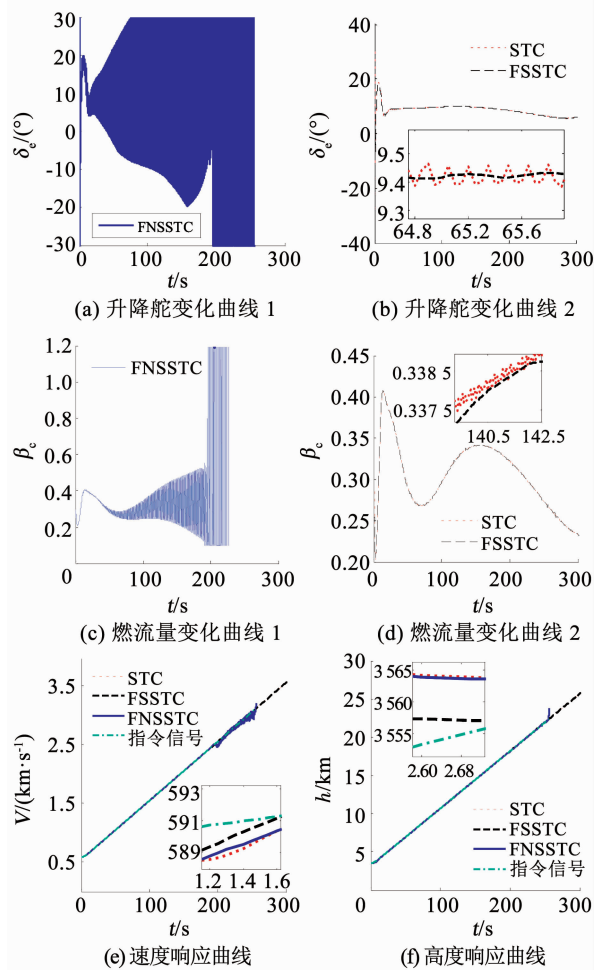 30
20
10
0
-10
-20
-30
δe/(°)
FNSSTC
0 100 200 300
t/s
(a) 升降舵变化曲线 1
40
20
0
-20
-40
δe/(°)
STC
FSSTC
9.5
9.4
9.3
64.8 65.2 65.6
0 100 200 300
t/s
(b) 升降舵变化曲线 2
1.2
1.0
0.8
0.6
0.4
0.2
βc
FNSSTC
0 100 200 300
t/s
(c) 燃流量变化曲线 1
0.45
0.40
0.35
0.30
0.25
0.20
βc
0.338 5
0.337 5
140.5 142.5
STC
FSSTC
0 100 200 300
t/s
(d) 燃流量变化曲线 2
3.5
2.5
1.5
0.5
V/(km·s-1)
STC
FSSTC
FNSSTC
指令信号
593
591
589
1.2 1.4 1.6
0 100 200 300
t/s
(e) 速度响应曲线
30
25
20
15
10
5
h/km
3 565
3 560
3 555
2.60 2.68
STC
FSSTC
FNSSTC
指令信号
0 100 200 300
t/s
(f) 高度响应曲线